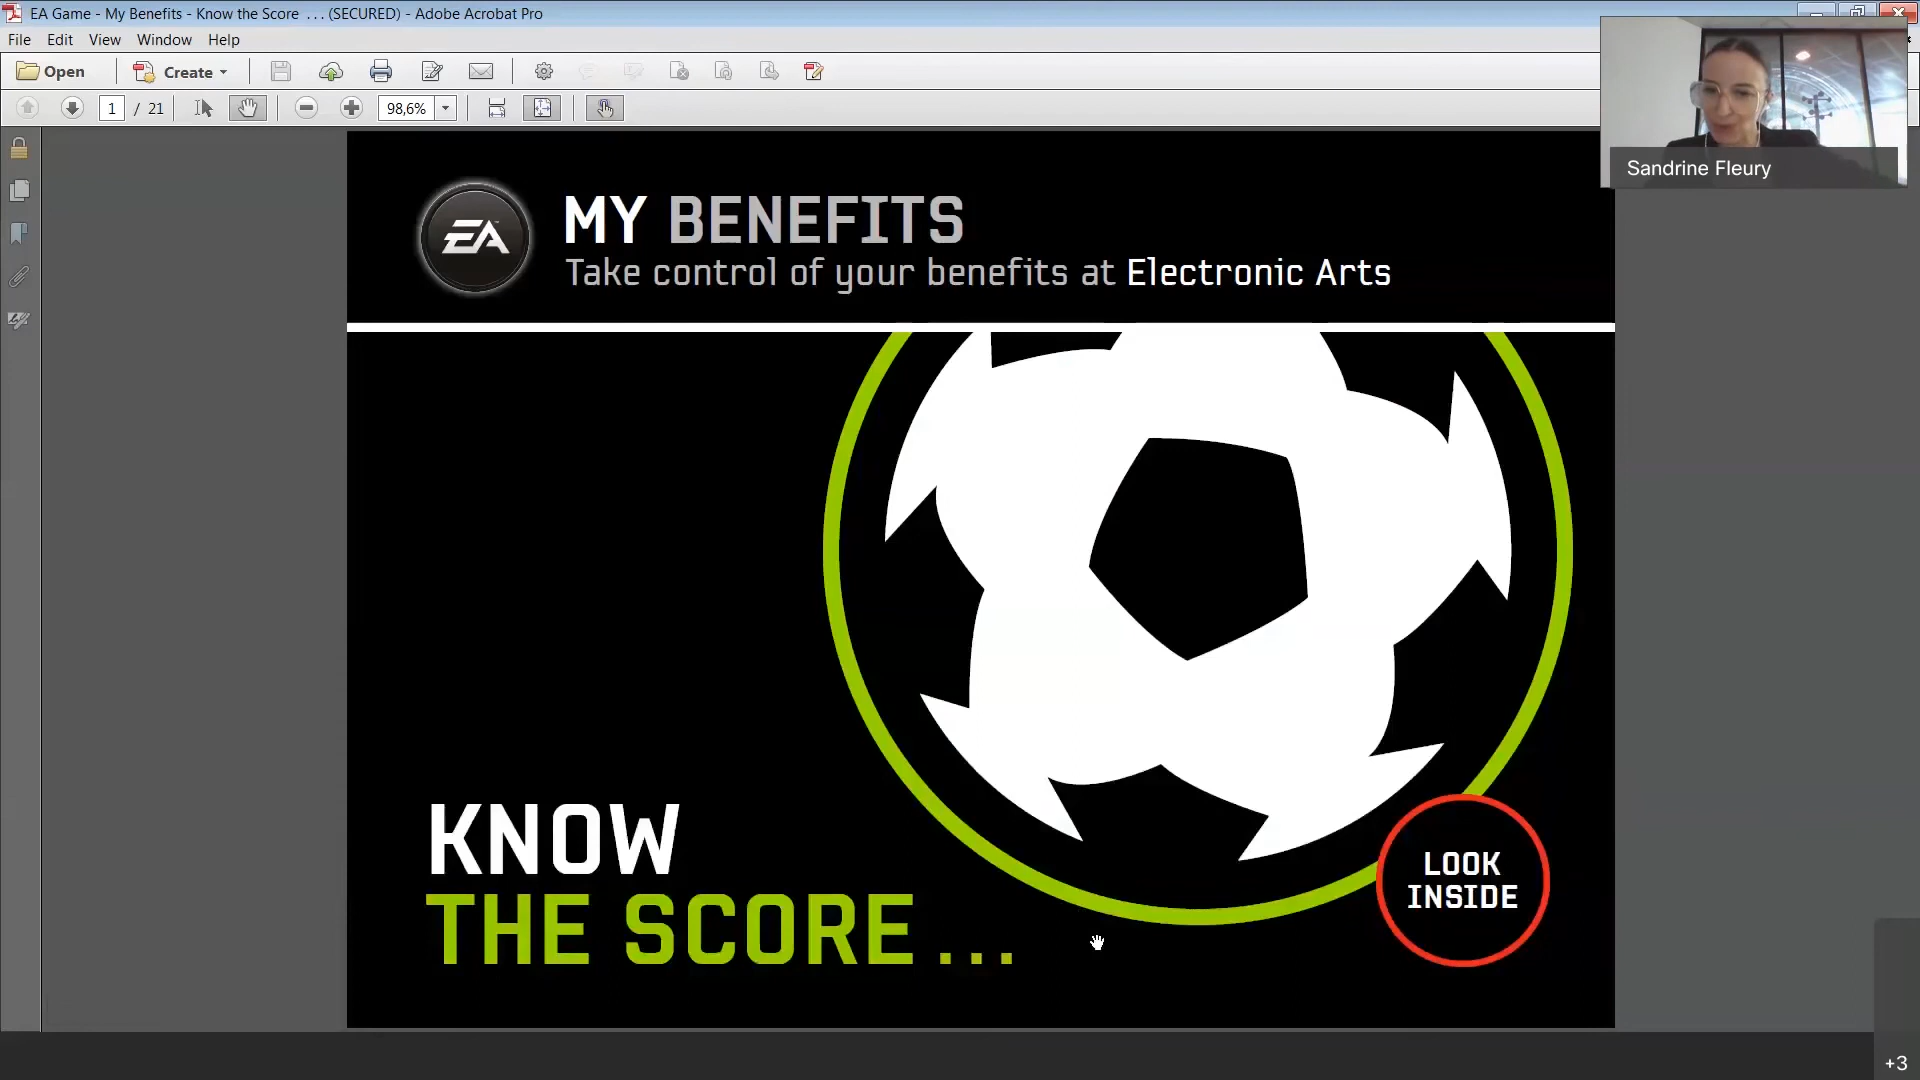 EA Game - My Benefits - Know the Score ... (SECURED) - Adobe Acrobat Pro
File Edit View Window Help
Open Create
1 / 21 98,6%
Sandrine Fleury
EA
MY BENEFITS
Take control of your benefits at Electronic Arts
KNOW
THE SCORE ...
LOOK
INSIDE
+3